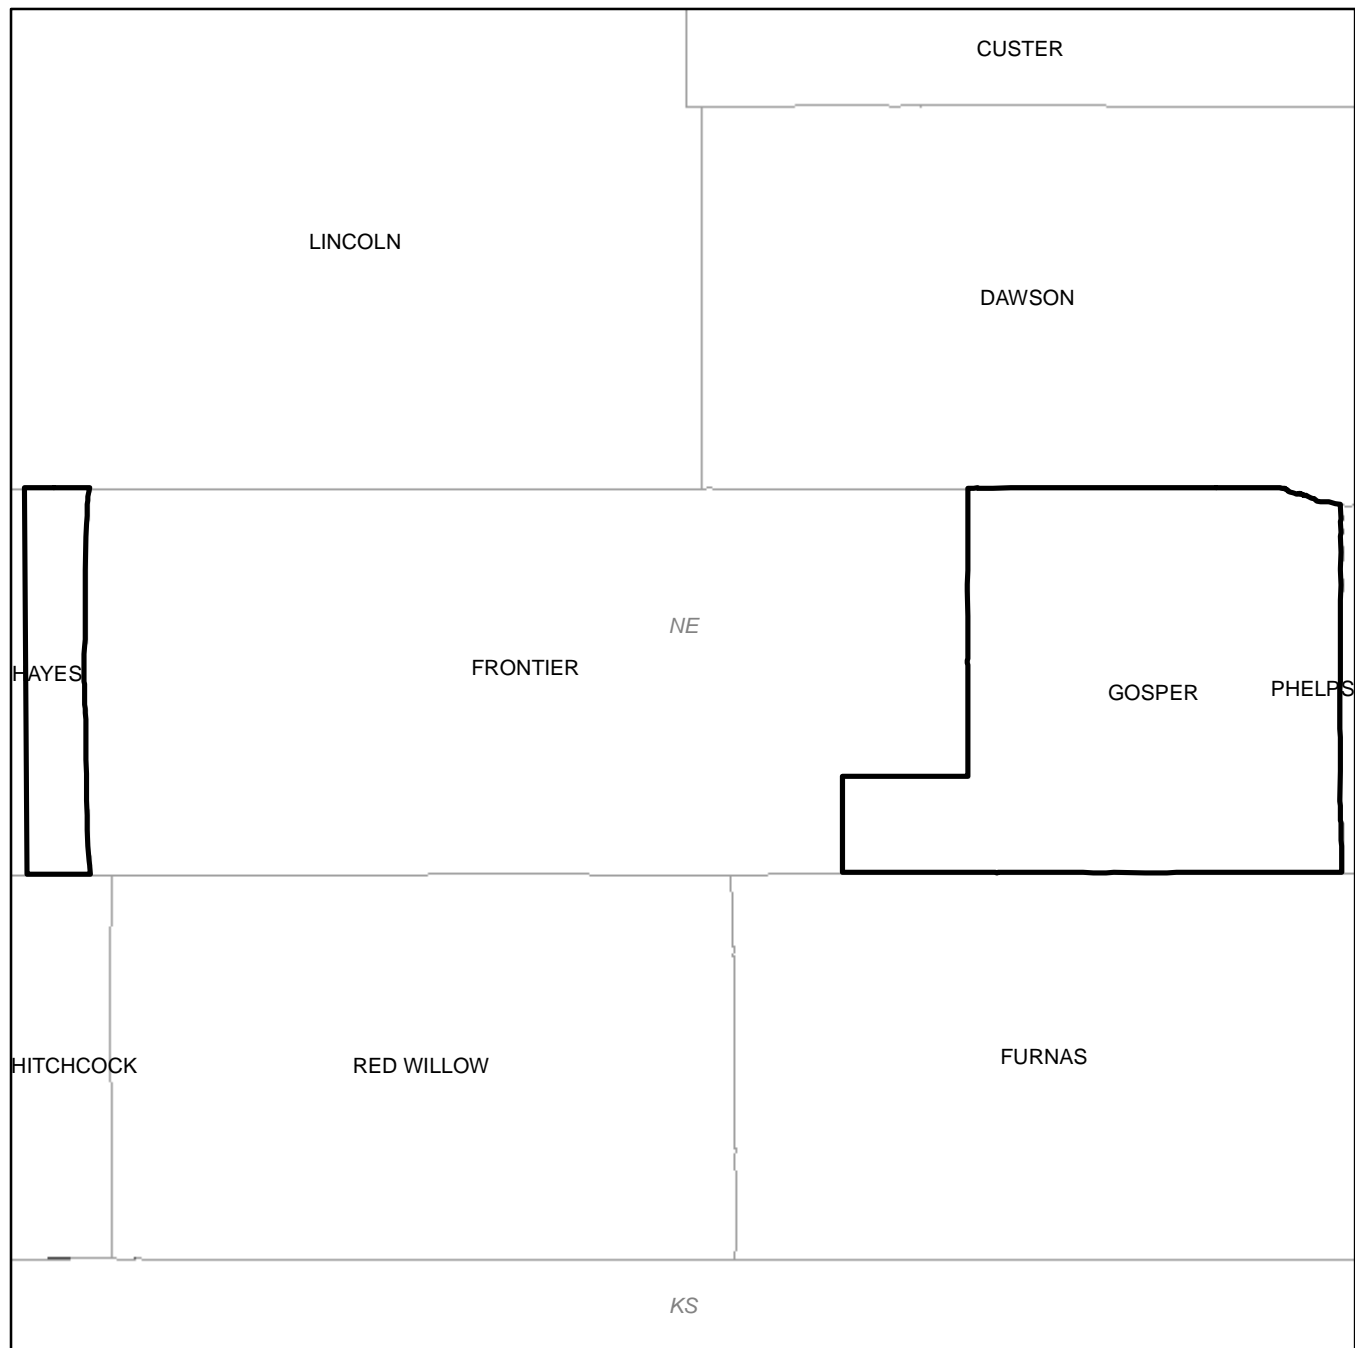 CUSTER
LINCOLN
DAWSON
NE
HAYES
FRONTIER
GOSPER
PHELPS
HITCHCOCK
RED WILLOW
FURNAS
KS